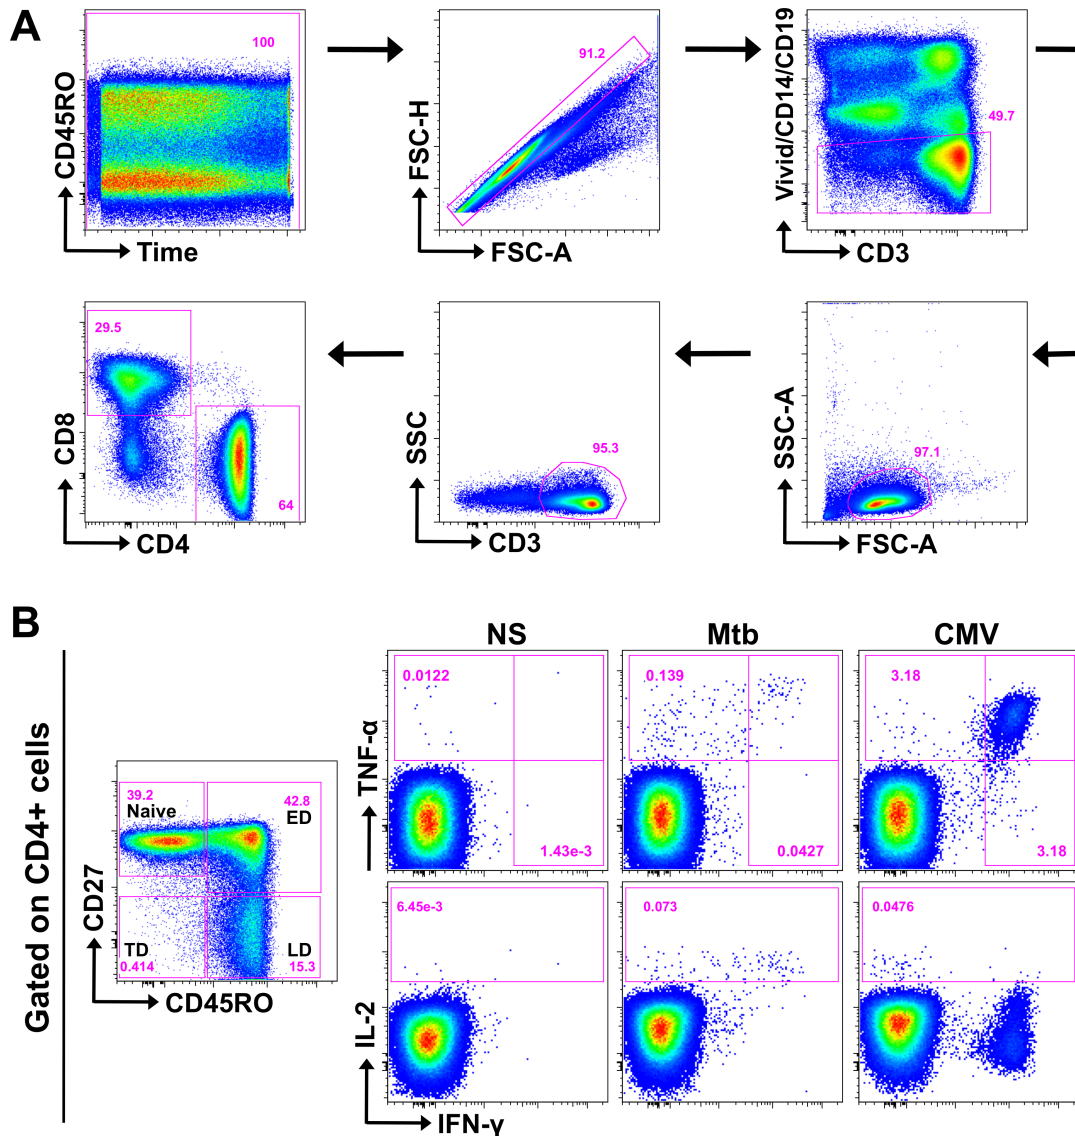 A
CD45RO
100
Time
FSC-H
91.2
FSC-A
Vivid/CD14/CD19
49.7
CD3
CD8
29.5
64
CD4
SSC
95.3
CD3
SSC-A
97.1
FSC-A
B
Gated on CD4+ cells
CD27
39.2
Naive
42.8
ED
TD
0.414
LD
15.3
CD45RO
NS
Mtb
CMV
TNF-α
0.0122
1.43e-3
0.139
0.0427
3.18
3.18
IL-2
6.45e-3
0.073
0.0476
IFN-γ